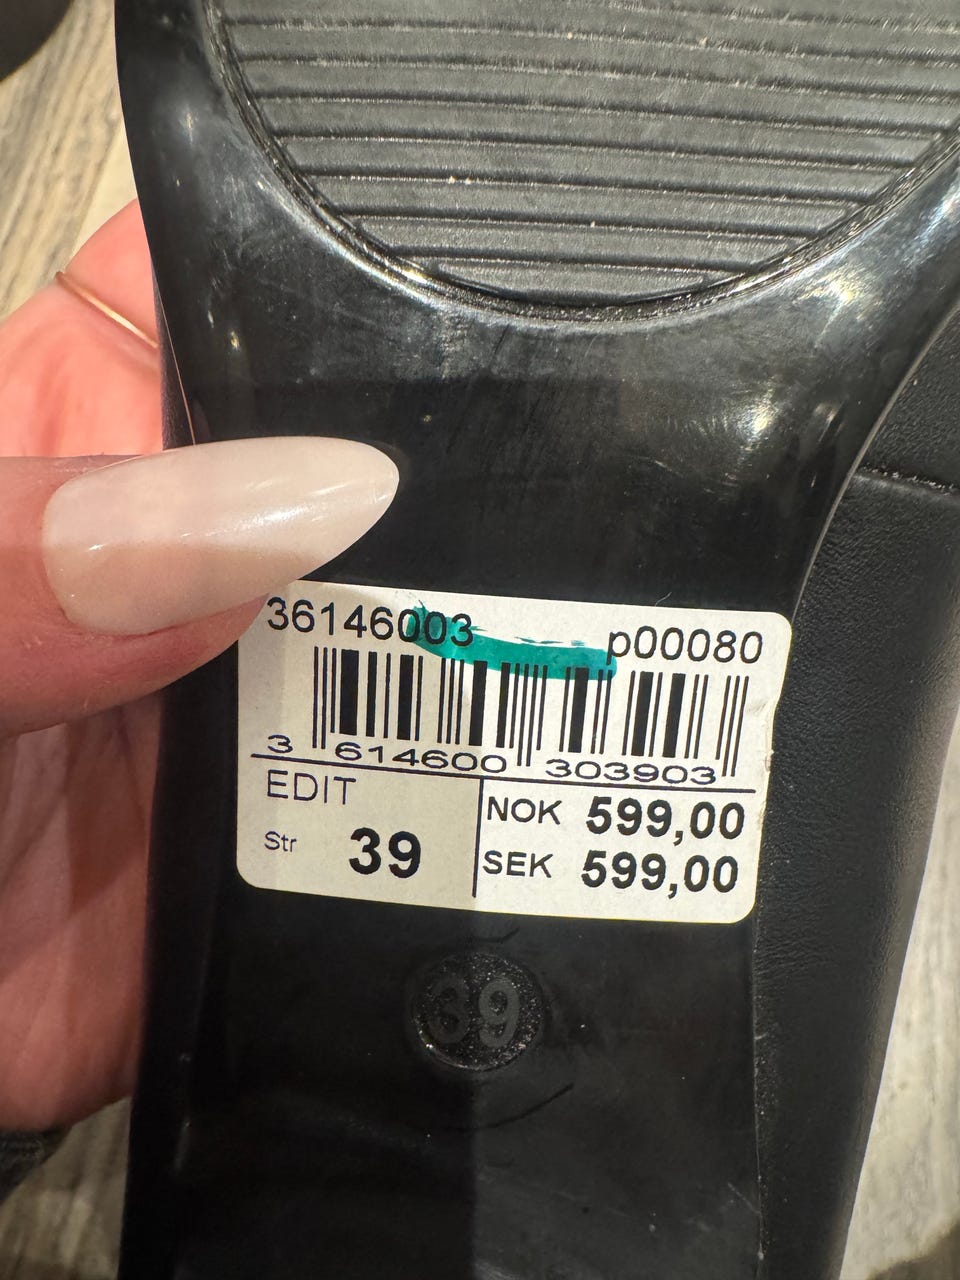 36146003 p00080
3 614600 303903
EDIT
NOK 599,00
Str 39
SEK 599,00
39